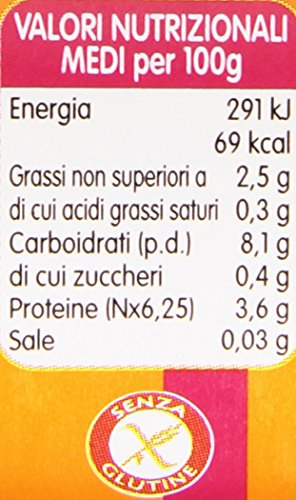 VALORI NUTRIZIONALI
MEDI per 100g
Energia 291 kJ
69 kcal
Grassi non superiori a 2,5 g
di cui acidi grassi saturi 0,3 g
Carboidrati (p.d.) 8,1 g
di cui zuccheri 0,4 g
Proteine (Nx6,25) 3,6 g
Sale 0,03 g
SENZA
GLUTINE